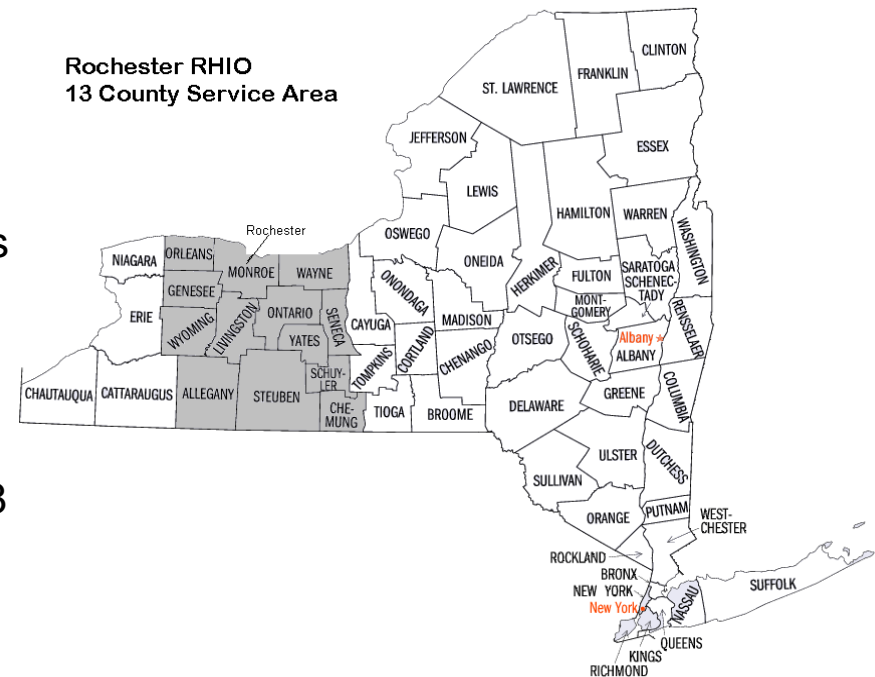 Rochester RHIO
13 County Service Area
CLINTON
FRANKLIN
ST. LAWRENCE
JEFFERSON
ESSEX
LEWIS
HAMILTON
WARREN
WASHINGTON
OSWEGO
Rochester
s
ONEIDA
HERKIMER
NIAGARA
ORLEANS
MONROE
WAYNE
ONONDAGA
FULTON
SARATOGA
SCHENEC-
TADY
GENESEE
MONT-
GOMERY
ERIE
WYOMING
LIVINGSTON
ONTARIO
SENECA
CAYUGA
MADISON
OTSEGO
SCHOHARIE
Albany
ALBANY
RENSSELAER
YATES
CORTLAND
CHENANGO
TOMPKINS
SCHUY-
LER
CHAUTAUQUA
CATTARAUGUS
ALLEGANY
STEUBEN
CHE-
MUNG
TIOGA
BROOME
DELAWARE
GREENE
COLUMBIA
ULSTER
DUTCHESS
SULLIVAN
3
ORANGE
PUTNAM
WEST-
CHESTER
ROCKLAND
BRONX
NEW YORK
New York
NASSAU
SUFFOLK
QUEENS
KINGS
RICHMOND